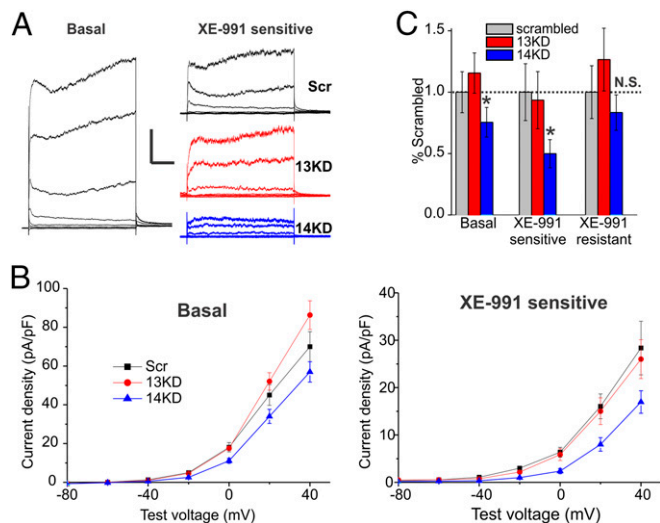 A
Basal
XE-991 sensitive
Scr
13KD
14KD
C
scrambled
13KD
14KD
% Scrambled
1.5
1.0
0.5
0.0
*
*
N.S.
Basal
XE-991
sensitive
XE-991
resistant
B
Basal
Current density (pA/pF)
100
80
60
40
20
0
Scr
13KD
14KD
-80
-40
0
40
Test voltage (mV)
XE-991 sensitive
Current density (pA/pF)
40
30
20
10
0
-80
-40
0
40
Test voltage (mV)